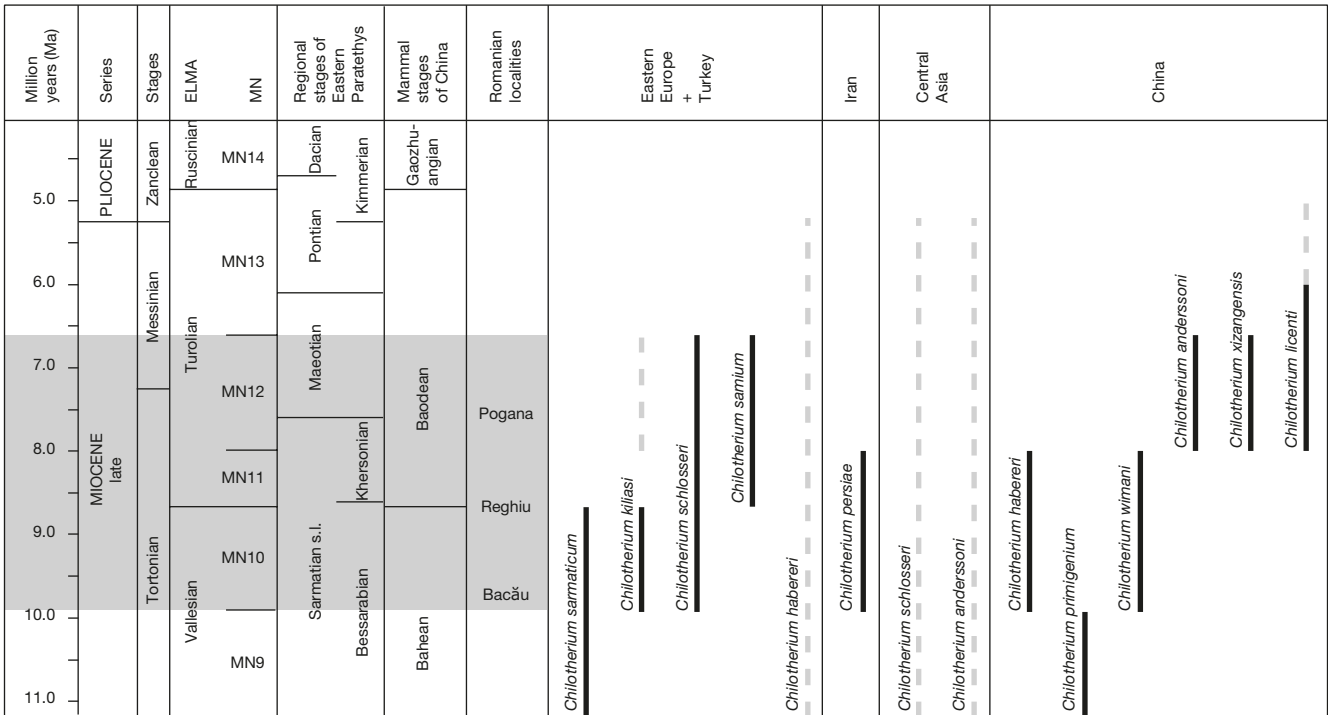 Million
years (Ma)
Series
Stages
ELMA
MN
Regional
stages of
Eastern
Paratethys
Mammal
stages
of China
Romanian
localities
Eastern
Europe
+
Turkey
Iran
Central
Asia
China
5.0
6.0
7.0
8.0
9.0
10.0
11.0
PLIOCENE
MIOCENE
late
Zanclean
Messinian
Tortonian
Ruscinian
Turolian
Vallesian
MN14
MN13
MN12
MN11
MN10
MN9
Dacian
Pontian
Maeotian
Sarmatian s.l.
Kimmerian
Khersonian
Bessarabian
Gaozhu-
angian
Baodean
Bahean
Pogana
Reghiu
Bacău
Chilotherium sarmaticum
Chilotherium kiliasi
Chilotherium schlosseri
Chilotherium samium
Chilotherium habereri
Chilotherium persiae
Chilotherium schlosseri
Chilotherium anderssoni
Chilotherium habereri
Chilotherium primigenium
Chilotherium wimani
Chilotherium anderssoni
Chilotherium xizangensis
Chilotherium licenti